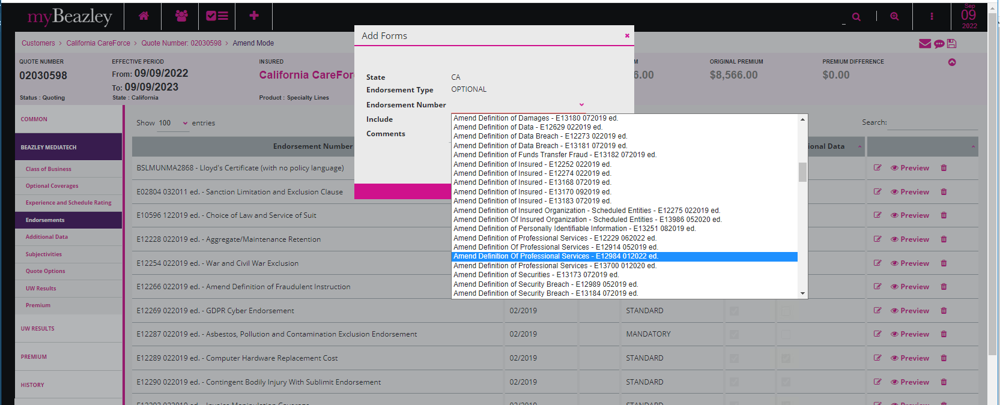 myBeazley
Sep
09
2022
Customers > California CareForce > Quote Number: 02030598 > Amend Mode
QUOTE NUMBER
02030598
Status : Quoting
EFFECTIVE PERIOD
From: 09/09/2022
To: 09/09/2023
State : California
INSURED
California CareFor
Product : Specialty Lines
M
6.00
ORIGINAL PREMIUM
$8,566.00
PREMIUM DIFFERENCE
$0.00
COMMON
BEAZLEY MEDIATECH
Class of Business
Optional Coverages
Experience and Schedule Rating
Endorsements
Additional Data
Subjectivities
Quote Options
UW Results
Premium
UW RESULTS
PREMIUM
HISTORY
Add Forms
State CA
Endorsement Type OPTIONAL
Endorsement Number
Include
Comments
Amend Definition of Damages - E13180 072019 ed.
Amend Definition of Data - E12629 022019 ed.
Amend Definition of Data Breach - E12273 022019 ed.
Amend Definition of Data Breach - E13181 072019 ed.
Amend Definition of Funds Transfer Fraud - E13182 072019 ed.
Amend Definition of Insured - E12252 022019 ed.
Amend Definition of Insured - E12274 022019 ed.
Amend Definition of Insured - E13168 072019 ed.
Amend Definition of Insured - E13170 092019 ed.
Amend Definition of Insured - E13183 072019 ed.
Amend Definition of Insured Organization - Scheduled Entities - E12275 022019 ed.
Amend Definition Of Insured Organization - Scheduled Entities - E13986 052020 ed.
Amend Definition of Personally Identifiable Information - E13251 082019 ed.
Amend Definition of Professional Services - E12229 062022 ed.
Amend Definition Of Professional Services - E12914 052019 ed.
Amend Definition Of Professional Services - E12984 012022 ed.
Amend Definition of Professional Services - E13700 012020 ed.
Amend Definition of Securities - E13173 072019 ed.
Amend Definition of Security Breach - E12989 052019 ed.
Amend Definition of Security Breach - E13184 072019 ed.
Show 100 entries
Search:
Endorsement Number
ional Data
BSLMUNMA2868 - Lloyd's Certificate (with no policy language) Preview
E02804 032011 ed. - Sanction Limitation and Exclusion Clause Preview
E10596 122019 ed. - Choice of Law and Service of Suit Preview
E12228 022019 ed. - Aggregate/Maintenance Retention Preview
E12254 022019 ed. - War and Civil War Exclusion Preview
E12266 022019 ed. - Amend Definition of Fraudulent Instruction Preview
E12269 022019 ed. - GDPR Cyber Endorsement 02/2019 STANDARD Preview
E12287 022019 ed. - Asbestos, Pollution and Contamination Exclusion Endorsement 02/2019 MANDATORY Preview
E12289 022019 ed. - Computer Hardware Replacement Cost 02/2019 STANDARD Preview
E12290 022019 ed. - Contingent Bodily Injury With Sublimit Endorsement 02/2019 STANDARD Preview